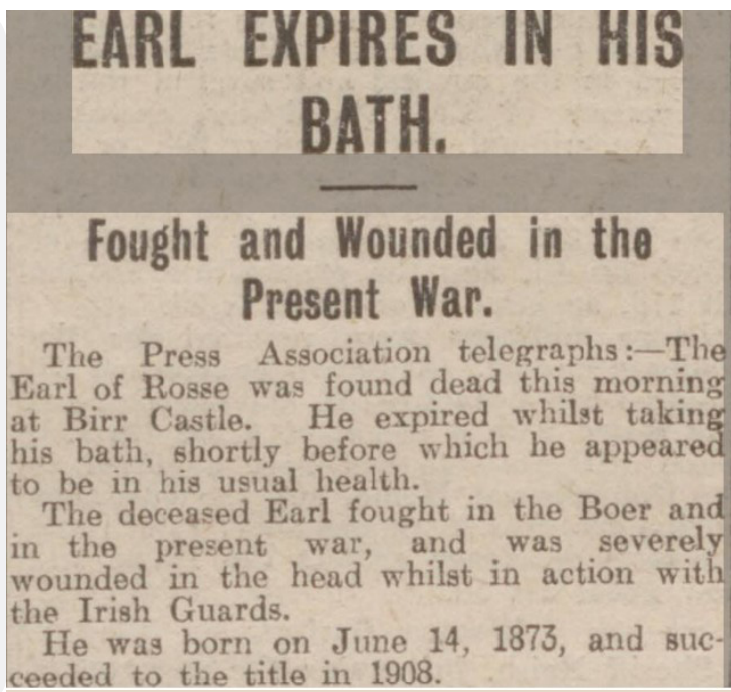 EARL EXPIRES IN HIS
BATH.
Fought and Wounded in the
Present War.
The Press Association telegraphs:—The
Earl of Rosse was found dead this morning
at Birr Castle. He expired whilst taking
his bath, shortly before which he appeared
to be in his usual health.
The deceased Earl fought in the Boer and
in the present war, and was severely
wounded in the head whilst in action with
the Irish Guards.
He was born on June 14, 1873, and suc-
ceeded to the title in 1908.